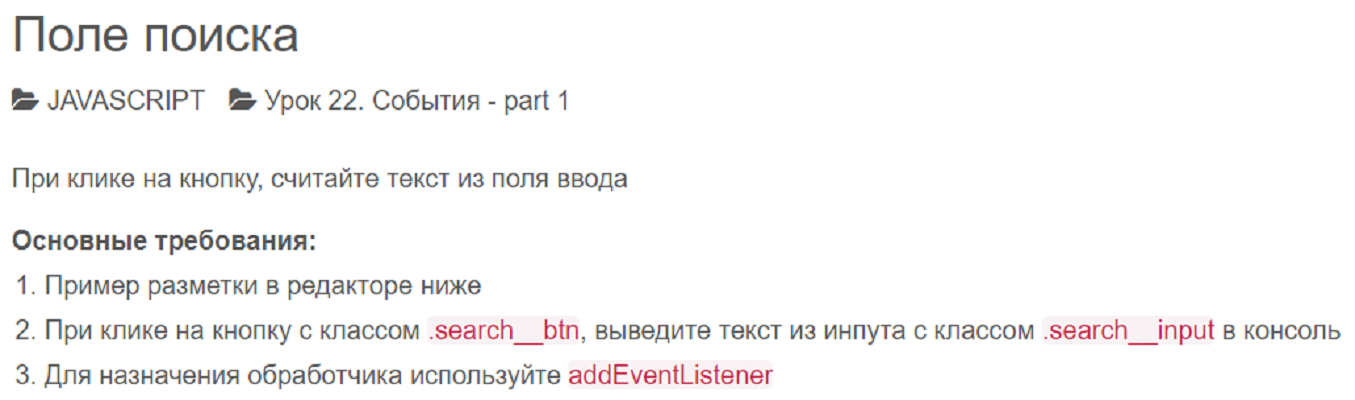 Поле поиска
JAVASCRIPT Урок 22. События - part 1
При клике на кнопку, считайте текст из поля ввода
Основные требования:
1. Пример разметки в редакторе ниже
2. При клике на кнопку с классом .search__btn, выведите текст из инпута с классом .search__input в консоль
3. Для назначения обработчика используйте addEventListener